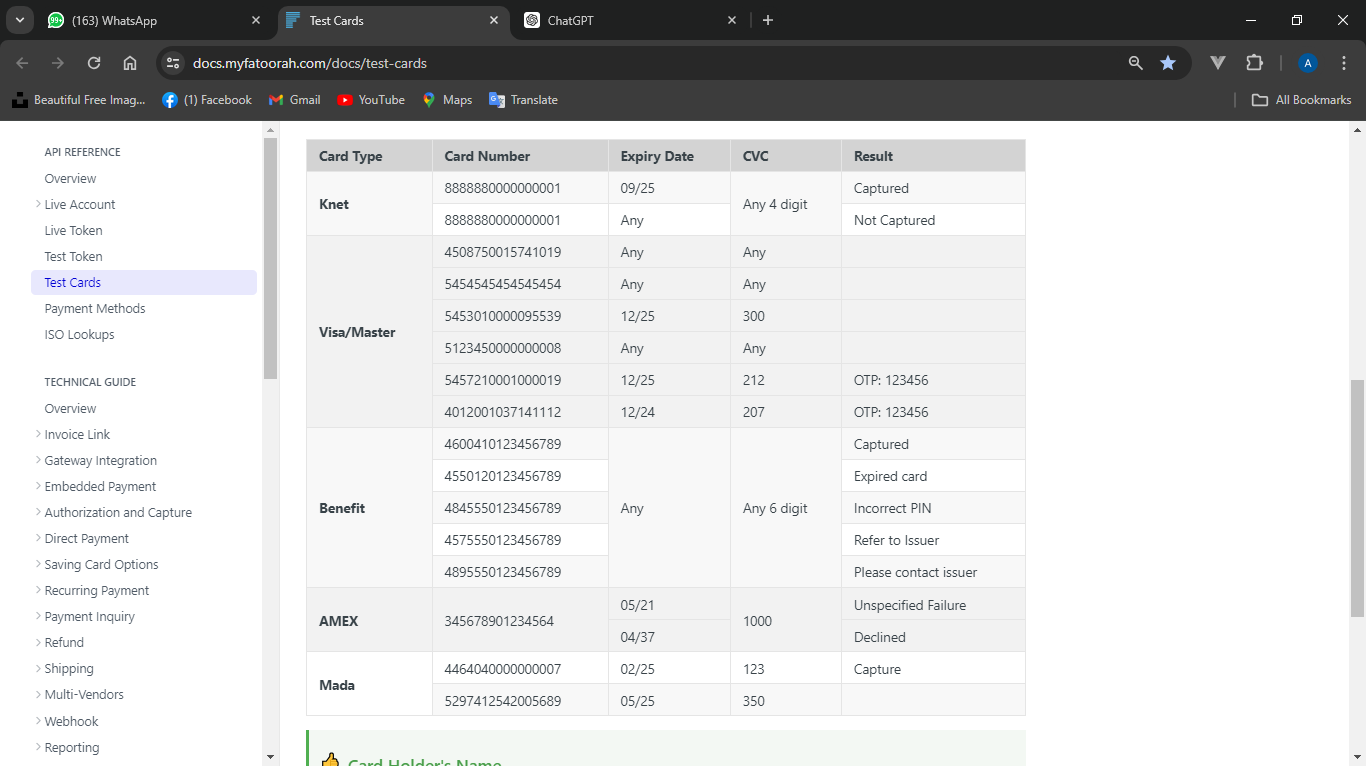 99+ (163) WhatsApp
Test Cards
ChatGPT
docs.myfatoorah.com/docs/test-cards
A
Beautiful Free Imag...
(1) Facebook
Gmail
YouTube
Maps
Translate
All Bookmarks
API REFERENCE
Overview
Live Account
Live Token
Test Token
Test Cards
Payment Methods
ISO Lookups
TECHNICAL GUIDE
Overview
Invoice Link
Gateway Integration
Embedded Payment
Authorization and Capture
Direct Payment
Saving Card Options
Recurring Payment
Payment Inquiry
Refund
Shipping
Multi-Vendors
Webhook
Reporting
Card Type Card Number Expiry Date CVC Result
Knet 8888880000000001 09/25 Any 4 digit Captured
8888880000000001 Any Not Captured
Visa/Master 4508750015741019 Any Any
5454545454545454 Any Any
5453010000095539 12/25 300
5123450000000008 Any Any
5457210001000019 12/25 212 OTP: 123456
4012001037141112 12/24 207 OTP: 123456
Benefit 4600410123456789 Any Any 6 digit Captured
4550120123456789 Expired card
4845550123456789 Incorrect PIN
4575550123456789 Refer to Issuer
4895550123456789 Please contact issuer
AMEX 345678901234564 05/21 1000 Unspecified Failure
04/37 Declined
Mada 4464040000000007 02/25 123 Capture
5297412542005689 05/25 350
Card Holder's Name